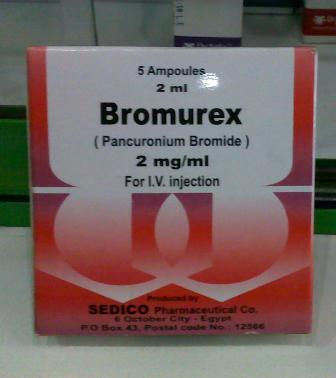 5 Ampoules
2 ml
Bromurex
( Pancuronium Bromide )
2 mg/ml
For I.V. injection
Produced by
SEDICO Pharmaceutical Co.
6 October City - Egypt
P.O Box 43, Postal code No.: 12566